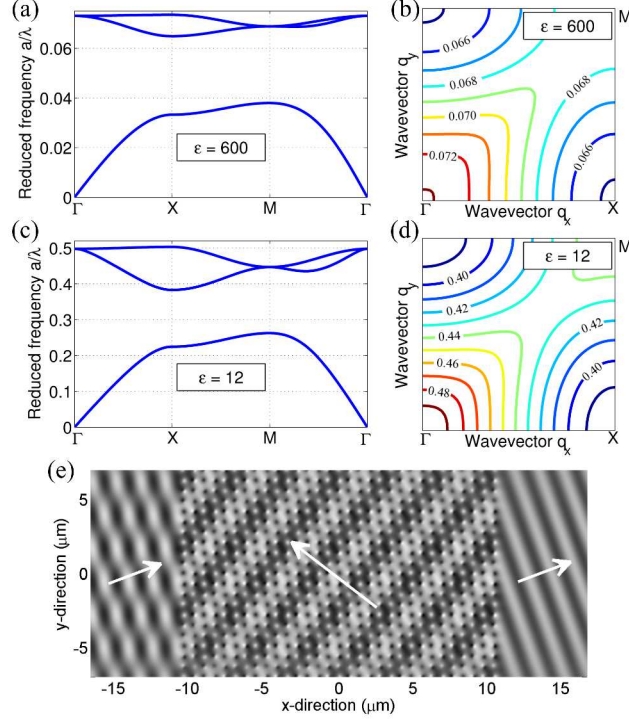 (a)
Reduced frequency a/λ
0.06
0.04
0.02
0
ε = 600
Γ X M Γ
(b)
Wavevector q_y
M
ε = 600
0.066
0.068
0.070
0.072
0.068
0.066
Γ Wavevector q_x X
(c)
Reduced frequency a/λ
0.5
0.4
0.3
0.2
0.1
0
ε = 12
Γ X M Γ
(d)
Wavevector q_y
M
ε = 12
0.40
0.42
0.44
0.46
0.48
0.42
0.40
Γ Wavevector q_x X
(e)
y-direction (μm)
5
0
-5
-15 -10 -5 0 5 10 15
x-direction (μm)